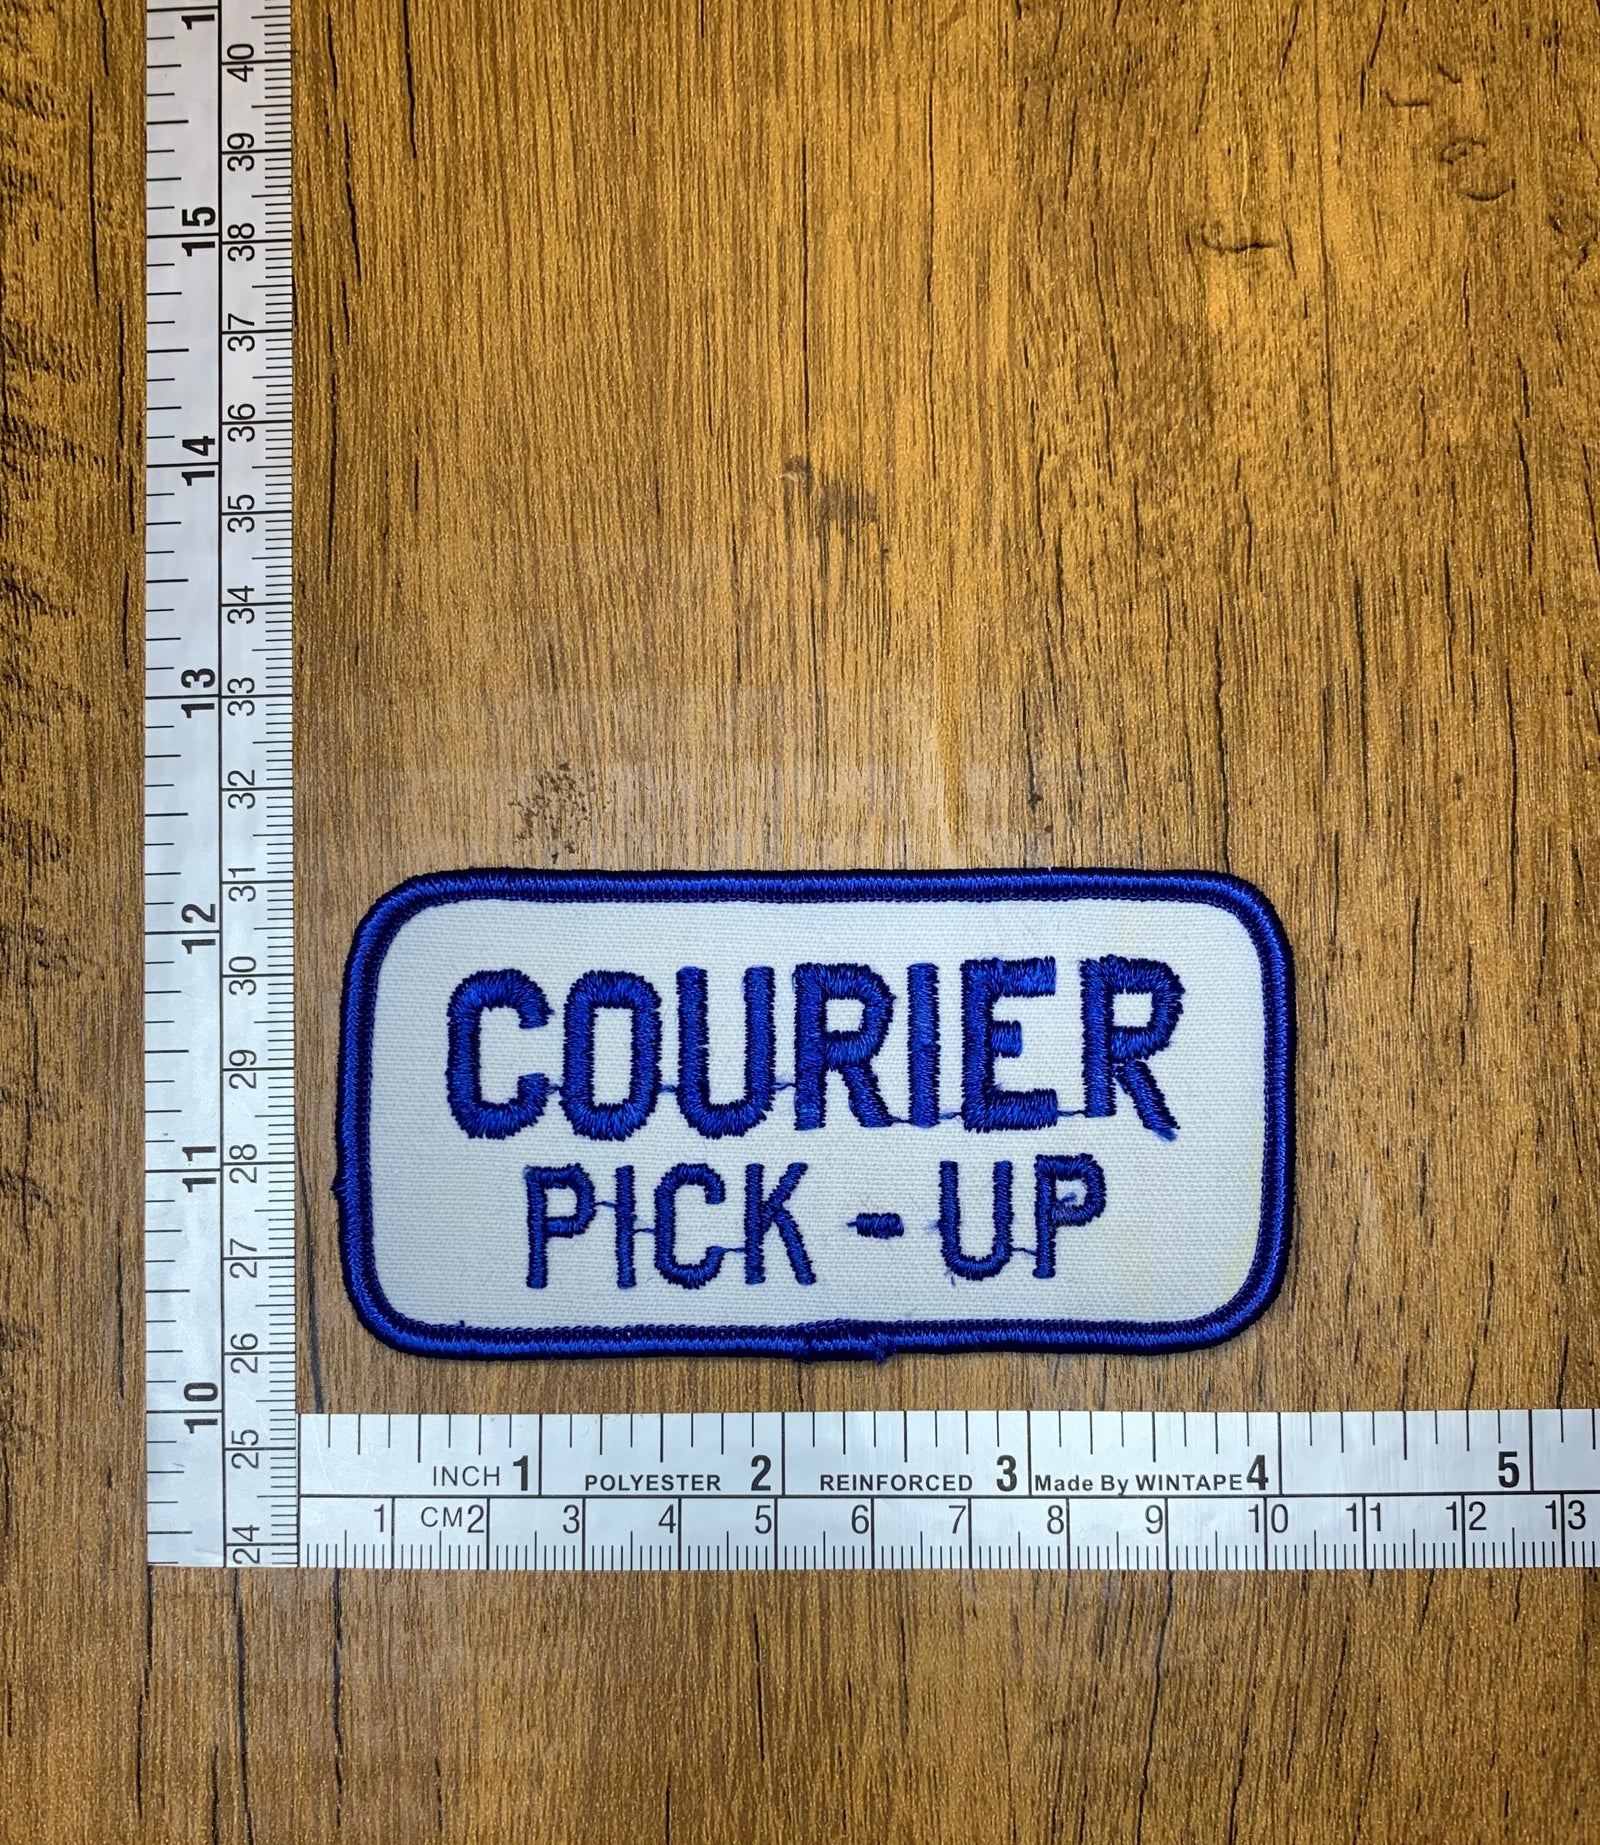 COURIER
PICK-UP
1 15 14 13 12 11 10
40 39 38 37 36 35 34 33 32 31 30 29 28 27 26 25 24
INCH 1 POLYESTER 2 REINFORCED 3 Made By WINTAPE 4 5
1 CM 2 3 4 5 6 7 8 9 10 11 12 13